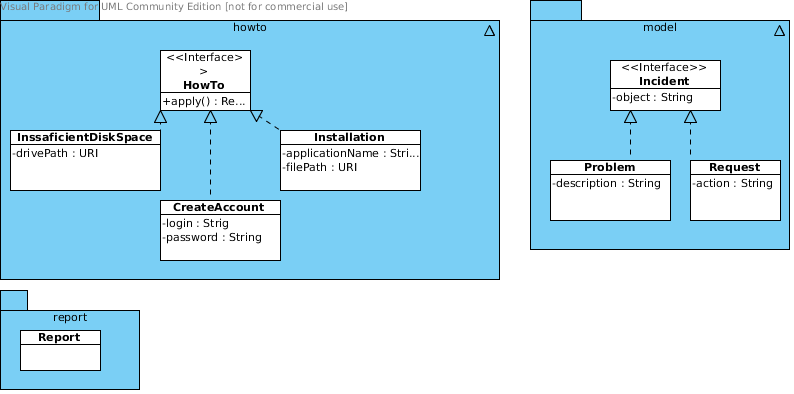 Visual Paradigm for UML Community Edition [not for commercial use]
howto
<<Interface>
>
HowTo
+apply() : Re...
InssaficientDiskSpace
-drivePath : URI
Installation
-applicationName : Stri...
-filePath : URI
CreateAccount
-login : Strig
-password : String
model
<<Interface>>
Incident
-object : String
Problem
-description : String
Request
-action : String
report
Report